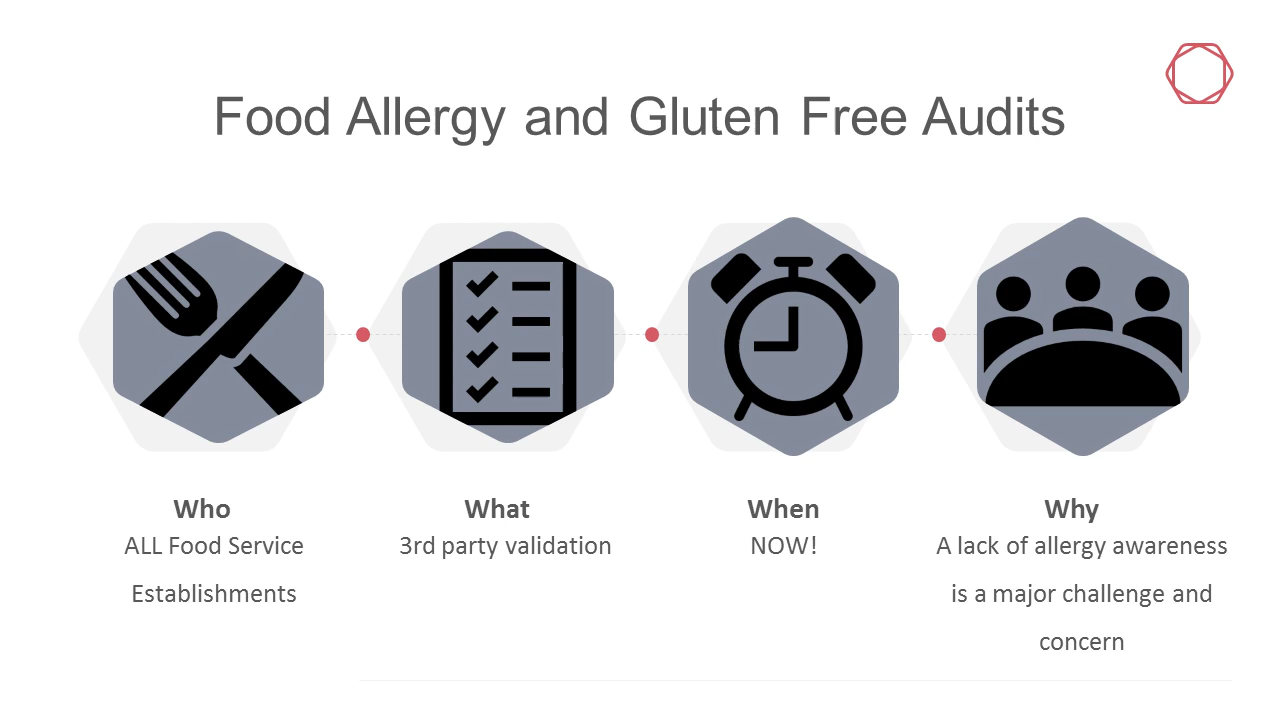 Food Allergy and Gluten Free Audits
Who
ALL Food Service
Establishments
What
3rd party validation
When
NOW!
Why
A lack of allergy awareness
is a major challenge and
concern